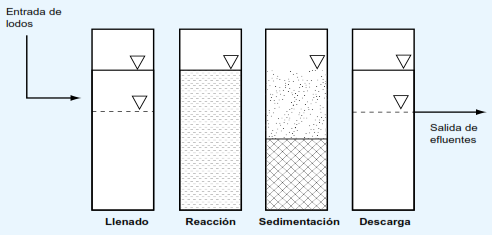 Entrada de
lodos
Salida de
efluentes
Llenado
Reacción
Sedimentación
Descarga